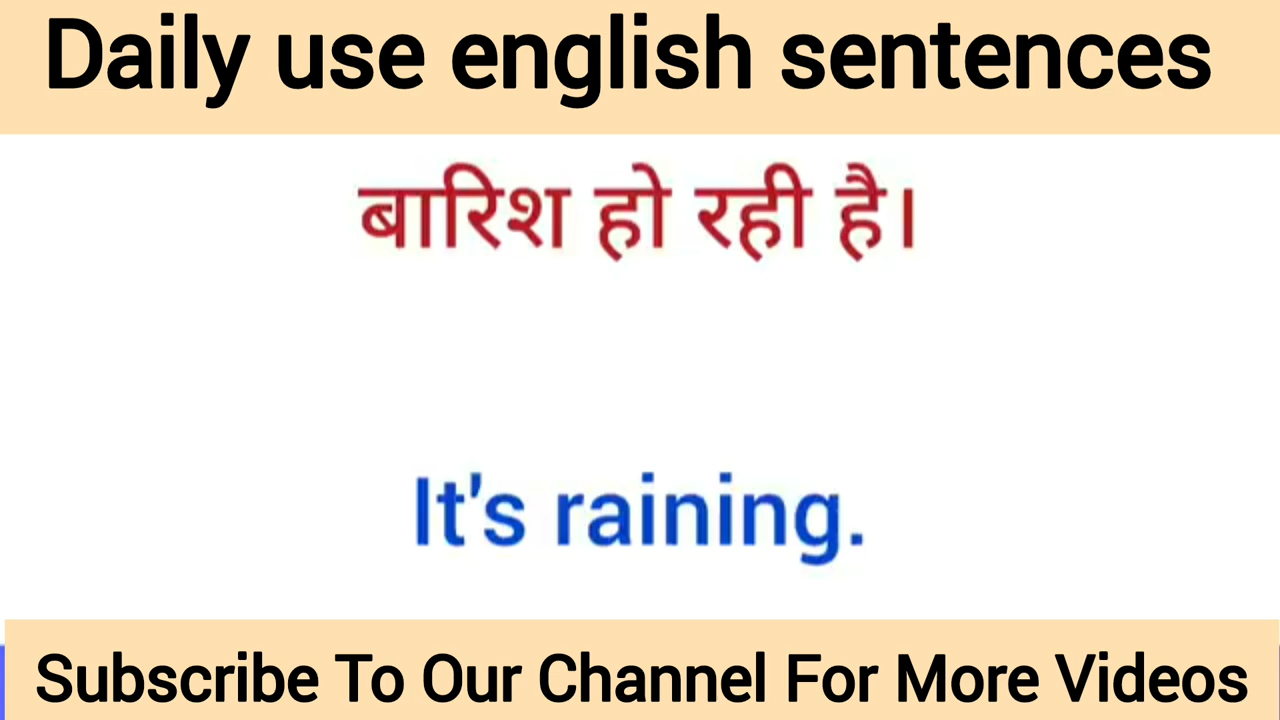 Daily use english sentences
बारिश हो रही है।
It's raining.
Subscribe To Our Channel For More Videos